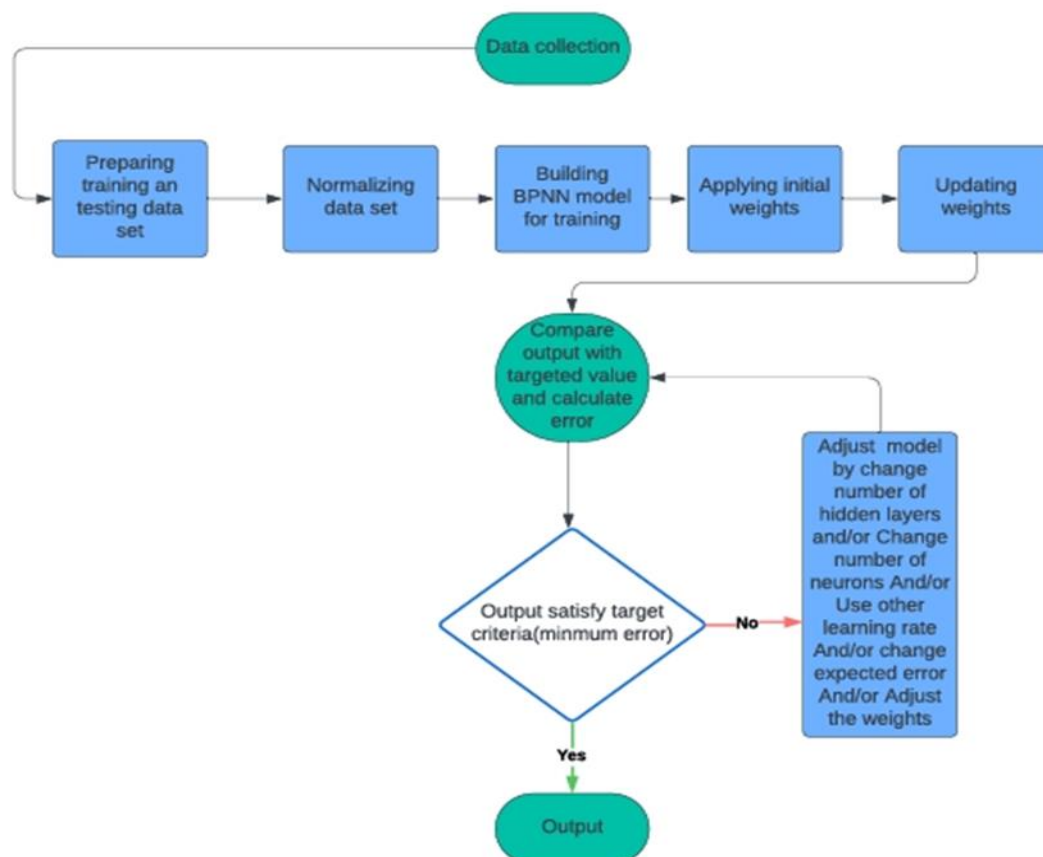 Data collection
Preparing
training an
testing data
set
Normalizing
data set
Building
BPNN model
for training
Applying initial
weights
Updating
weights
Compare
output with
targeted value
and calculate
error
Adjust model
by change
number of
hidden layers
and/or Change
number of
neurons And/or
Use other
learning rate
And/or change
expected error
And/or Adjust
the weights
Output satisfy target
criteria(minmum error)
No
Yes
Output